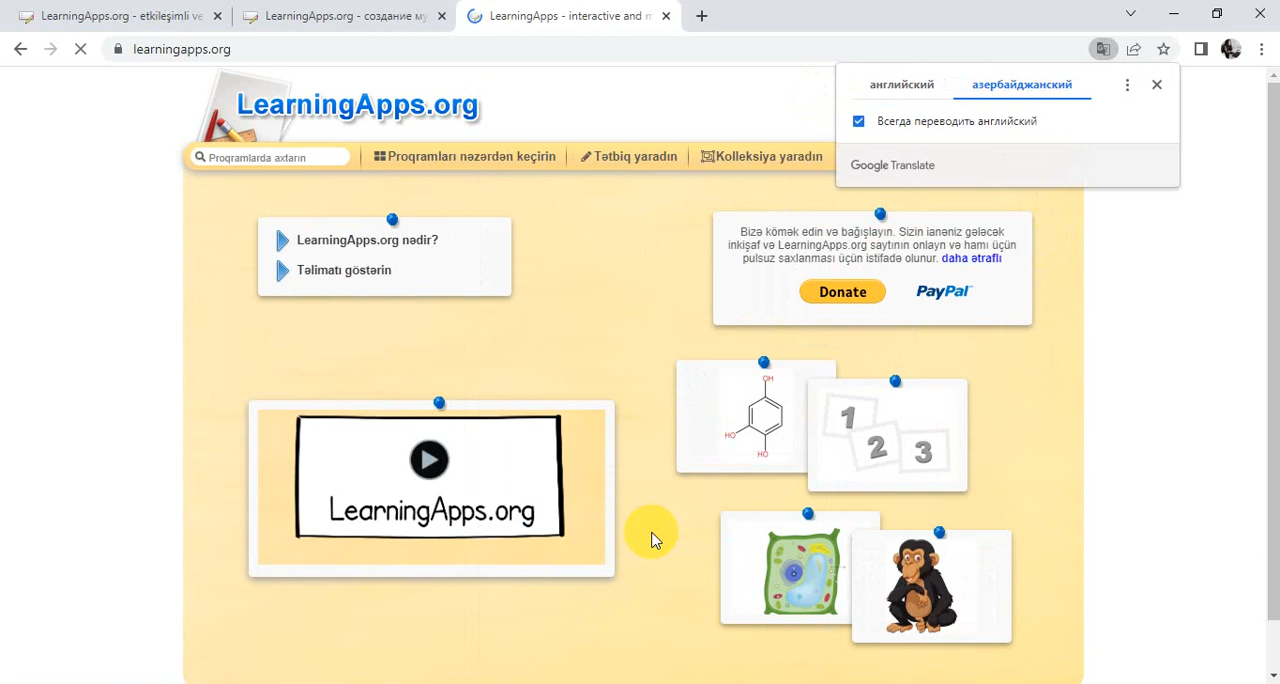 LearningApps.org - etkileşimli ve
LearningApps.org - создание му
LearningApps - interactive and m
learningapps.org
английский
азербайджанский
Всегда переводить английский
Google Translate
LearningApps.org
Proqramlarda axtarın
Proqramları nəzərdən keçirin
Tətbiq yaradın
Kolleksiya yaradın
LearningApps.org nədir?
Təlimatı göstərin
Bizə kömək edin və bağışlayın. Sizin ianəniz gələcək
inkişaf və LearningApps.org saytının onlayn və hamı üçün
pulsuz saxlanması üçün istifadə olunur. daha ətraflı
Donate
PayPal
OH
HO
HO
1
2
3
LearningApps.org